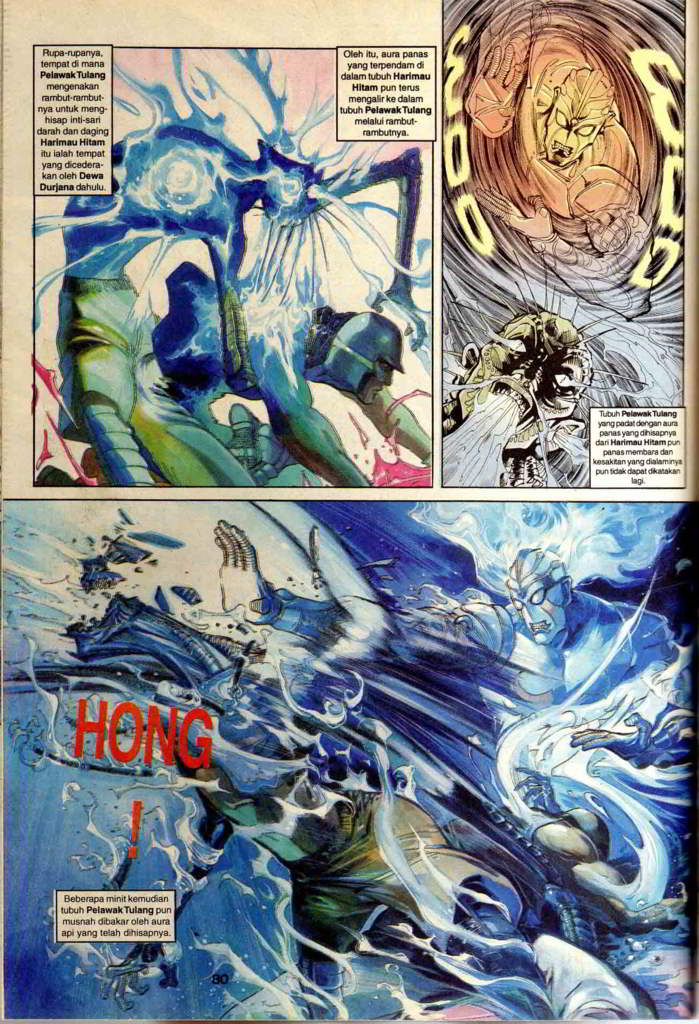 Rupa-rupanya,
tempat di mana
Pelawak Tulang
mengenakan
rambut-rambut-
nya untuk meng-
hisap inti-sari
darah dan daging
Harimau Hitam
itu ialah tempat
yang dicedera-
kan oleh Dewa
Durjana dahulu.
Oleh itu, aura panas
yang terpendam di
dalam tubuh Harimau
Hitam pun terus
mengalir ke dalam
tubuh Pelawak Tulang
melalui rambut-
rambutnya.
Tubuh Pelawak Tulang
yang padat dengan aura
panas yang dihisapnya
dari Harimau Hitam pun
panas membara dan
kesakitan yang dialaminya
pun tidak dapat dikatakan
lagi.
HONG
!
Beberapa minit kemudian
tubuh Pelawak Tulang pun
musnah dibakar oleh aura
api yang telah dihisapnya.
80